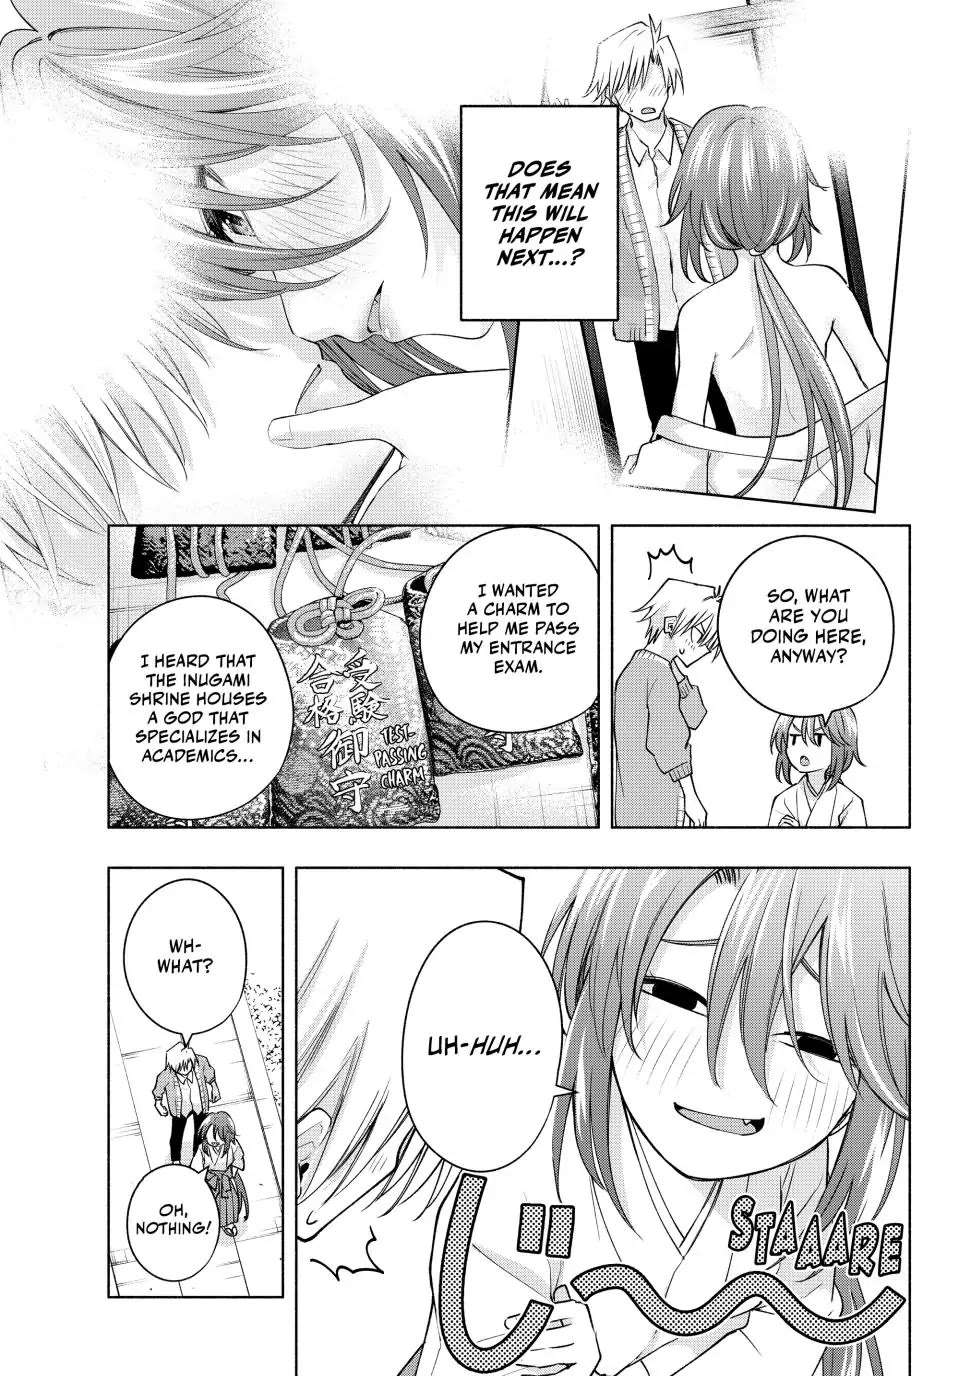 DOES
THAT MEAN
THIS WILL
HAPPEN
NEXT...?
SO, WHAT
ARE YOU
DOING HERE,
ANYWAY?
I WANTED
A CHARM TO
HELP ME PASS
MY ENTRANCE
EXAM.
受験
合格御守
TEST-
PASSING
CHARM
守
I HEARD THAT
THE INUGAMI
SHRINE HOUSES
A GOD THAT
SPECIALIZES IN
ACADEMICS...
UH-HUH...
STAAAARE
じ〜〜
WH-
WHAT?
OH,
NOTHING!